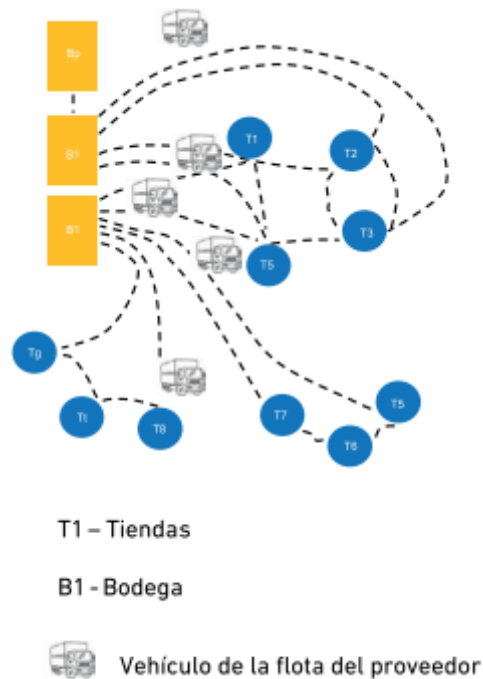 Bp
B1
T1
T2
B1
T3
T5
Tg
Tt
T8
T7
T5
T6
T1 – Tiendas
B1 - Bodega
Vehículo de la flota del proveedor